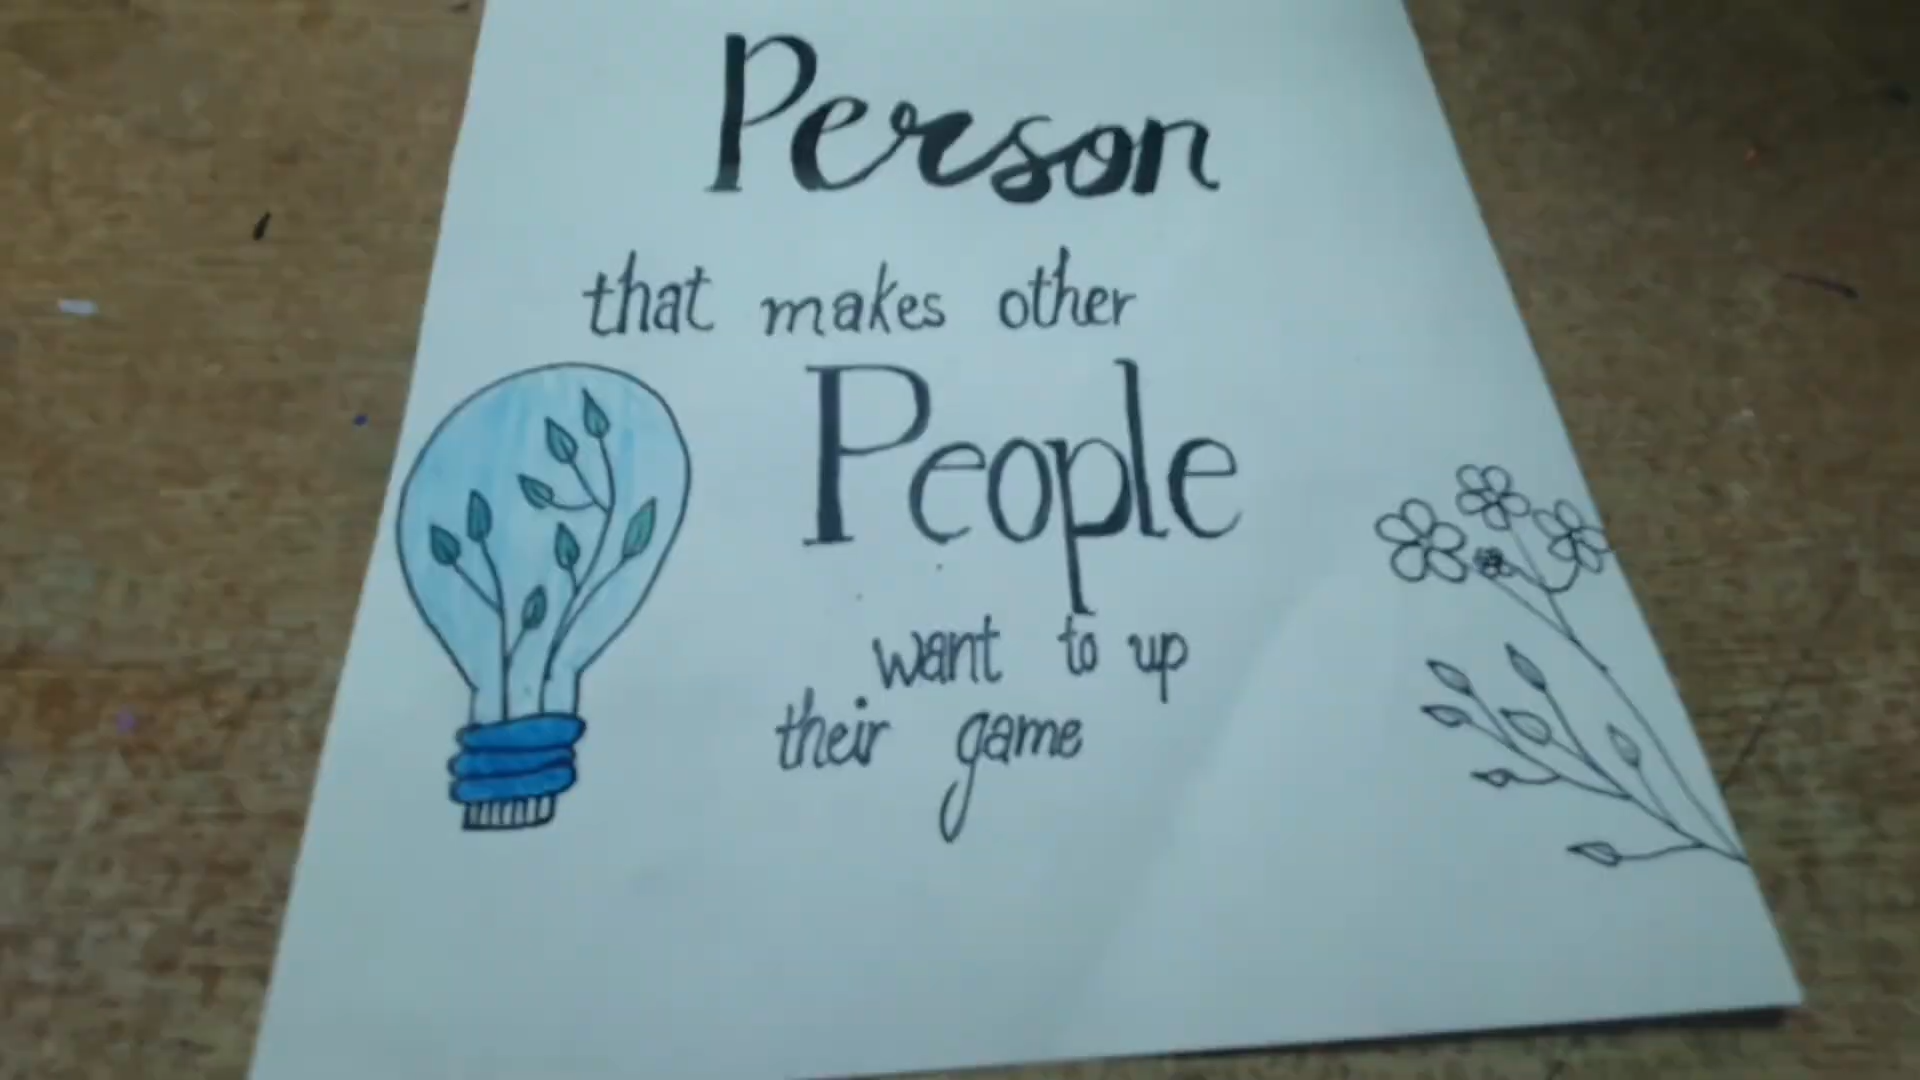 Person
that makes other
People
want to up
their game